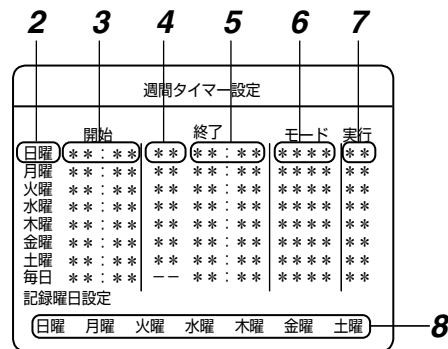 2 3 4 5 6 7
週間タイマー設定
開始 終了 モード 実行
日曜 **:** ** **:** **** **
月曜 **:** ** **:** **** **
火曜 **:** ** **:** **** **
水曜 **:** ** **:** **** **
木曜 **:** ** **:** **** **
金曜 **:** ** **:** **** **
土曜 **:** ** **:** **** **
毎日 **:** -- **:** **** **
記録曜日設定
日曜 月曜 火曜 水曜 木曜 金曜 土曜 8